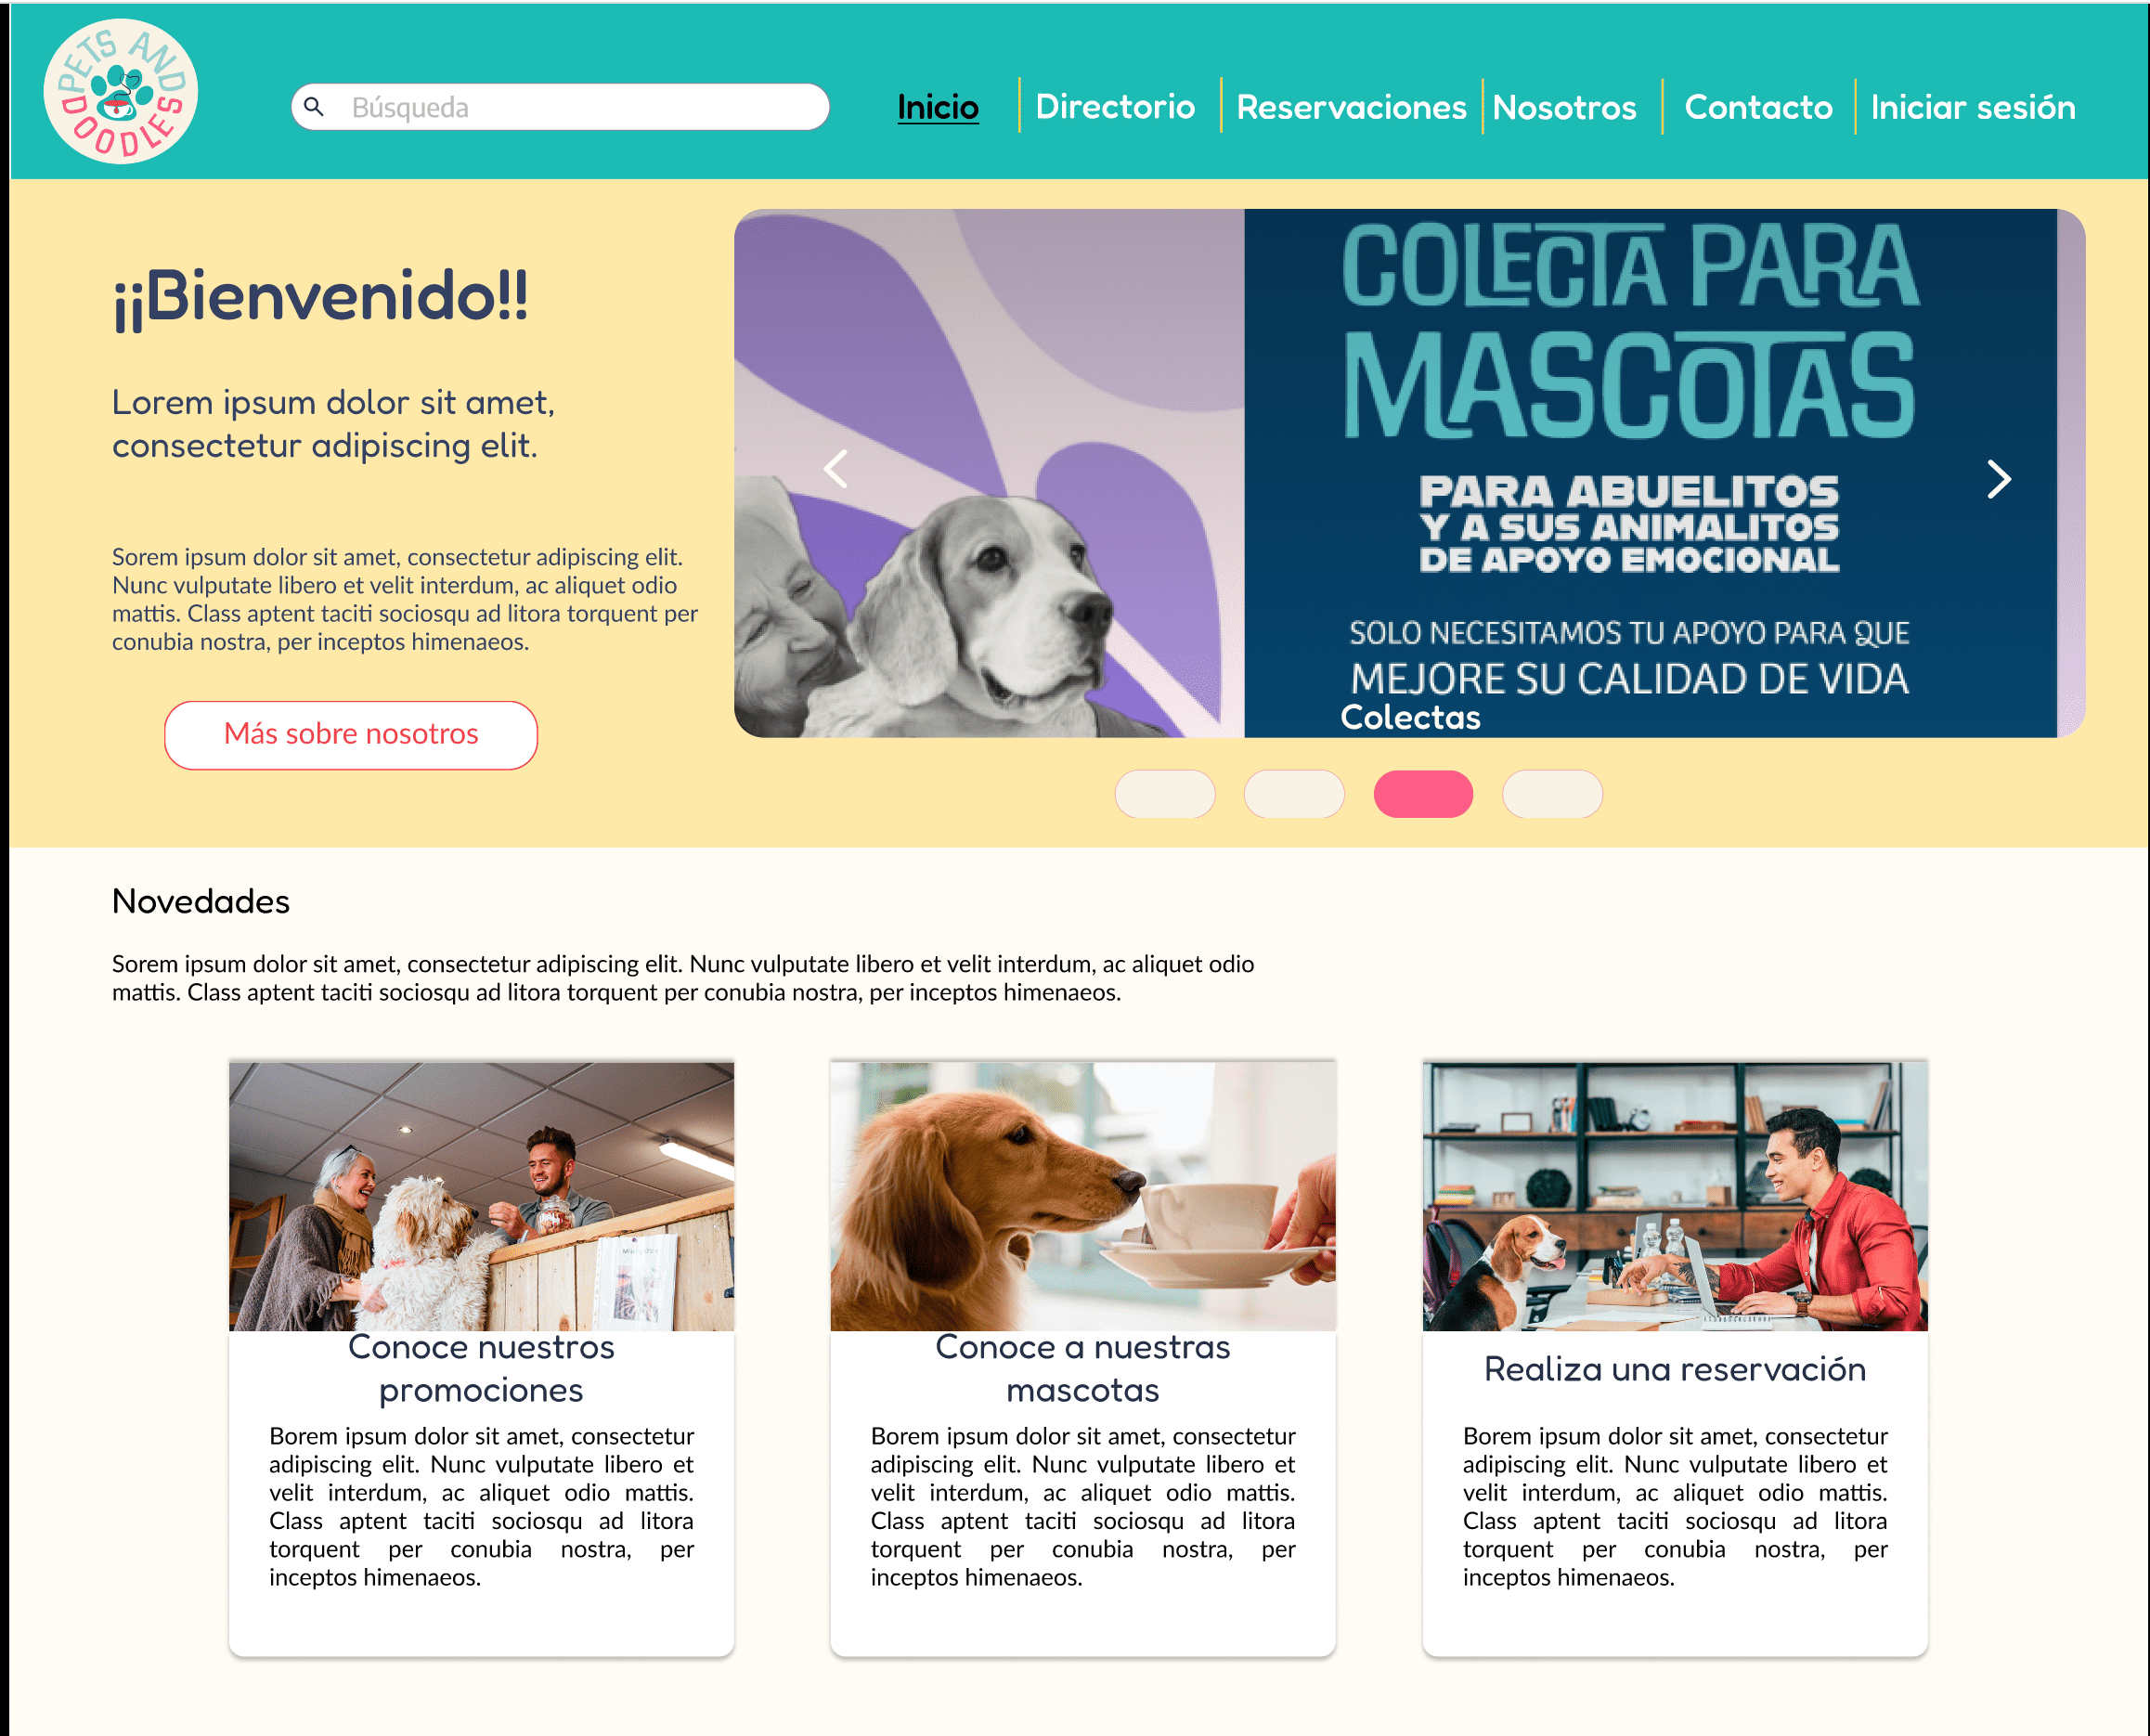 PETS AND
DOODLES
Búsqueda
Inicio
Directorio
Reservaciones
Nosotros
Contacto
Iniciar sesión
¡¡Bienvenido!!
Lorem ipsum dolor sit amet,
consectetur adipiscing elit.
Sorem ipsum dolor sit amet, consectetur adipiscing elit.
Nunc vulputate libero et velit interdum, ac aliquet odio
mattis. Class aptent taciti sociosqu ad litora torquent per
conubia nostra, per inceptos himenaeos.
Más sobre nosotros
COLECTA PARA
MASCOTAS
PARA ABUELITOS
Y A SUS ANIMALITOS
DE APOYO EMOCIONAL
SOLO NECESITAMOS TU APOYO PARA QUE
MEJORE SU CALIDAD DE VIDA
Colectas
Novedades
Sorem ipsum dolor sit amet, consectetur adipiscing elit. Nunc vulputate libero et velit interdum, ac aliquet odio
mattis. Class aptent taciti sociosqu ad litora torquent per conubia nostra, per inceptos himenaeos.
Conoce nuestros
promociones
Borem ipsum dolor sit amet, consectetur
adipiscing elit. Nunc vulputate libero et
velit interdum, ac aliquet odio mattis.
Class aptent taciti sociosqu ad litora
torquent per conubia nostra, per
inceptos himenaeos.
Conoce a nuestras
mascotas
Borem ipsum dolor sit amet, consectetur
adipiscing elit. Nunc vulputate libero et
velit interdum, ac aliquet odio mattis.
Class aptent taciti sociosqu ad litora
torquent per conubia nostra, per
inceptos himenaeos.
Realiza una reservación
Borem ipsum dolor sit amet, consectetur
adipiscing elit. Nunc vulputate libero et
velit interdum, ac aliquet odio mattis.
Class aptent taciti sociosqu ad litora
torquent per conubia nostra, per
inceptos himenaeos.